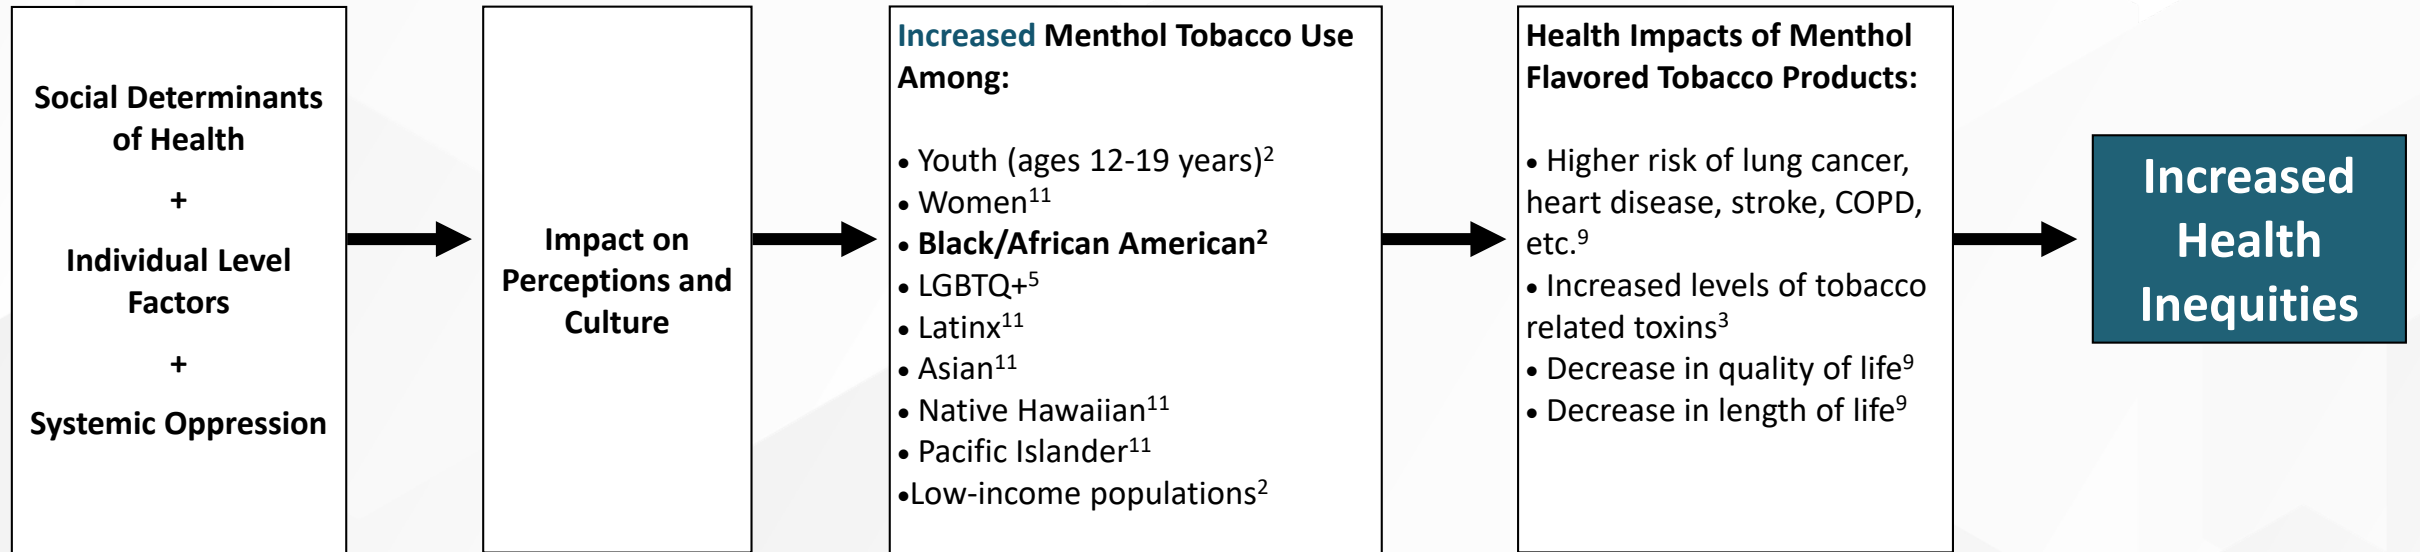 Social Determinants
of Health
+
Individual Level
Factors
+
Systemic Oppression
Impact on
Perceptions and
Culture
Increased Menthol Tobacco Use
Among:
• Youth (ages 12-19 years)²
• Women¹¹
• Black/African American²
• LGBTQ+⁵
• Latinx¹¹
• Asian¹¹
• Native Hawaiian¹¹
• Pacific Islander¹¹
•Low-income populations²
Health Impacts of Menthol
Flavored Tobacco Products:
• Higher risk of lung cancer,
heart disease, stroke, COPD,
etc.⁹
• Increased levels of tobacco
related toxins³
• Decrease in quality of life⁹
• Decrease in length of life⁹
Increased
Health
Inequities